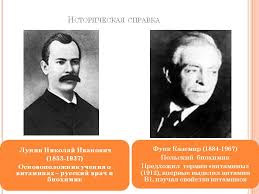 Историческая справка
Лунин Николай Иванович
(1853-1937)
Основоположник учения о
витаминах – русский врач и
биохимик
Функ Казимир (1884-1967)
Польский биохимик
Предложил термин «витамины»
(1912), впервые выделил витамин
В1, изучал свойства витаминов